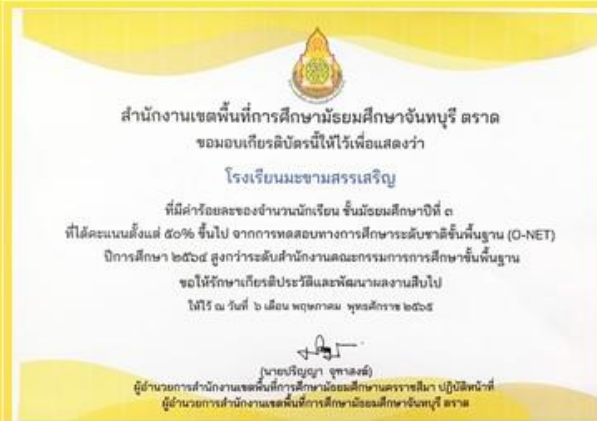 สำนักงานเขตพื้นที่การศึกษามัธยมศึกษาจันทบุรี ตราด
ขอมอบเกียรติบัตรนี้ให้ไว้เพื่อแสดงว่า
โรงเรียนมะขามสรรเสริญ
ที่มีค่าร้อยละของจำนวนนักเรียน ชั้นมัธยมศึกษาปีที่ ๓
ที่ได้คะแนนตั้งแต่ ๕๐% ขึ้นไป จากการทดสอบทางการศึกษาระดับชาติขั้นพื้นฐาน (O-NET)
ปีการศึกษา ๒๕๖๔ สูงกว่าระดับสำนักงานคณะกรรมการการศึกษาขั้นพื้นฐาน
ขอให้รักษาเกียรติประวัติและพัฒนาผลงานสืบไป
ให้ไว้ ณ วันที่ ๖ เดือน พฤษภาคม พุทธศักราช ๒๕๖๕
(นายปริญญา จุฑาสงฆ์)
ผู้อำนวยการสำนักงานเขตพื้นที่การศึกษามัธยมศึกษานครราชสีมา ปฏิบัติหน้าที่
ผู้อำนวยการสำนักงานเขตพื้นที่การศึกษามัธยมศึกษาจันทบุรี ตราด